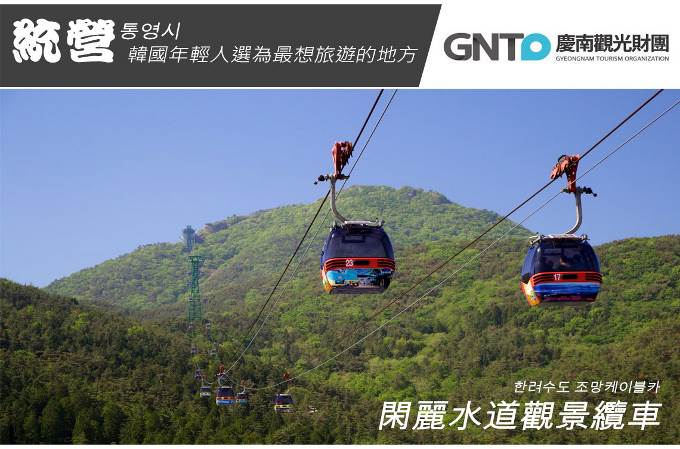 統營 통영시
韓國年輕人選為最想旅遊的地方
GNTO 慶南觀光財團
GYEONGNAM TOURISM ORGANIZATION
23
17
한려수도 조망케이블카
閑麗水道觀景纜車